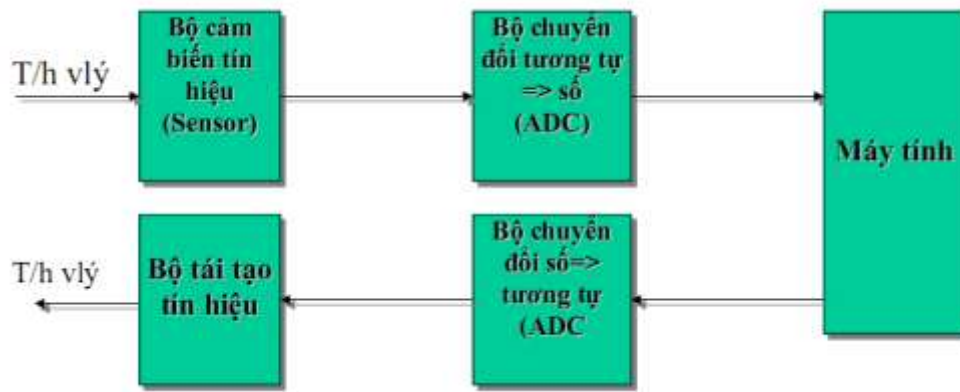 T/h vlý
Bộ cảm
biến tín
hiệu
(Sensor)
Bộ chuyển
đổi tương tự
=> số
(ADC)
Máy tính
T/h vlý
Bộ tái tạo
tín hiệu
Bộ chuyển
đổi số=>
tương tự
(ADC